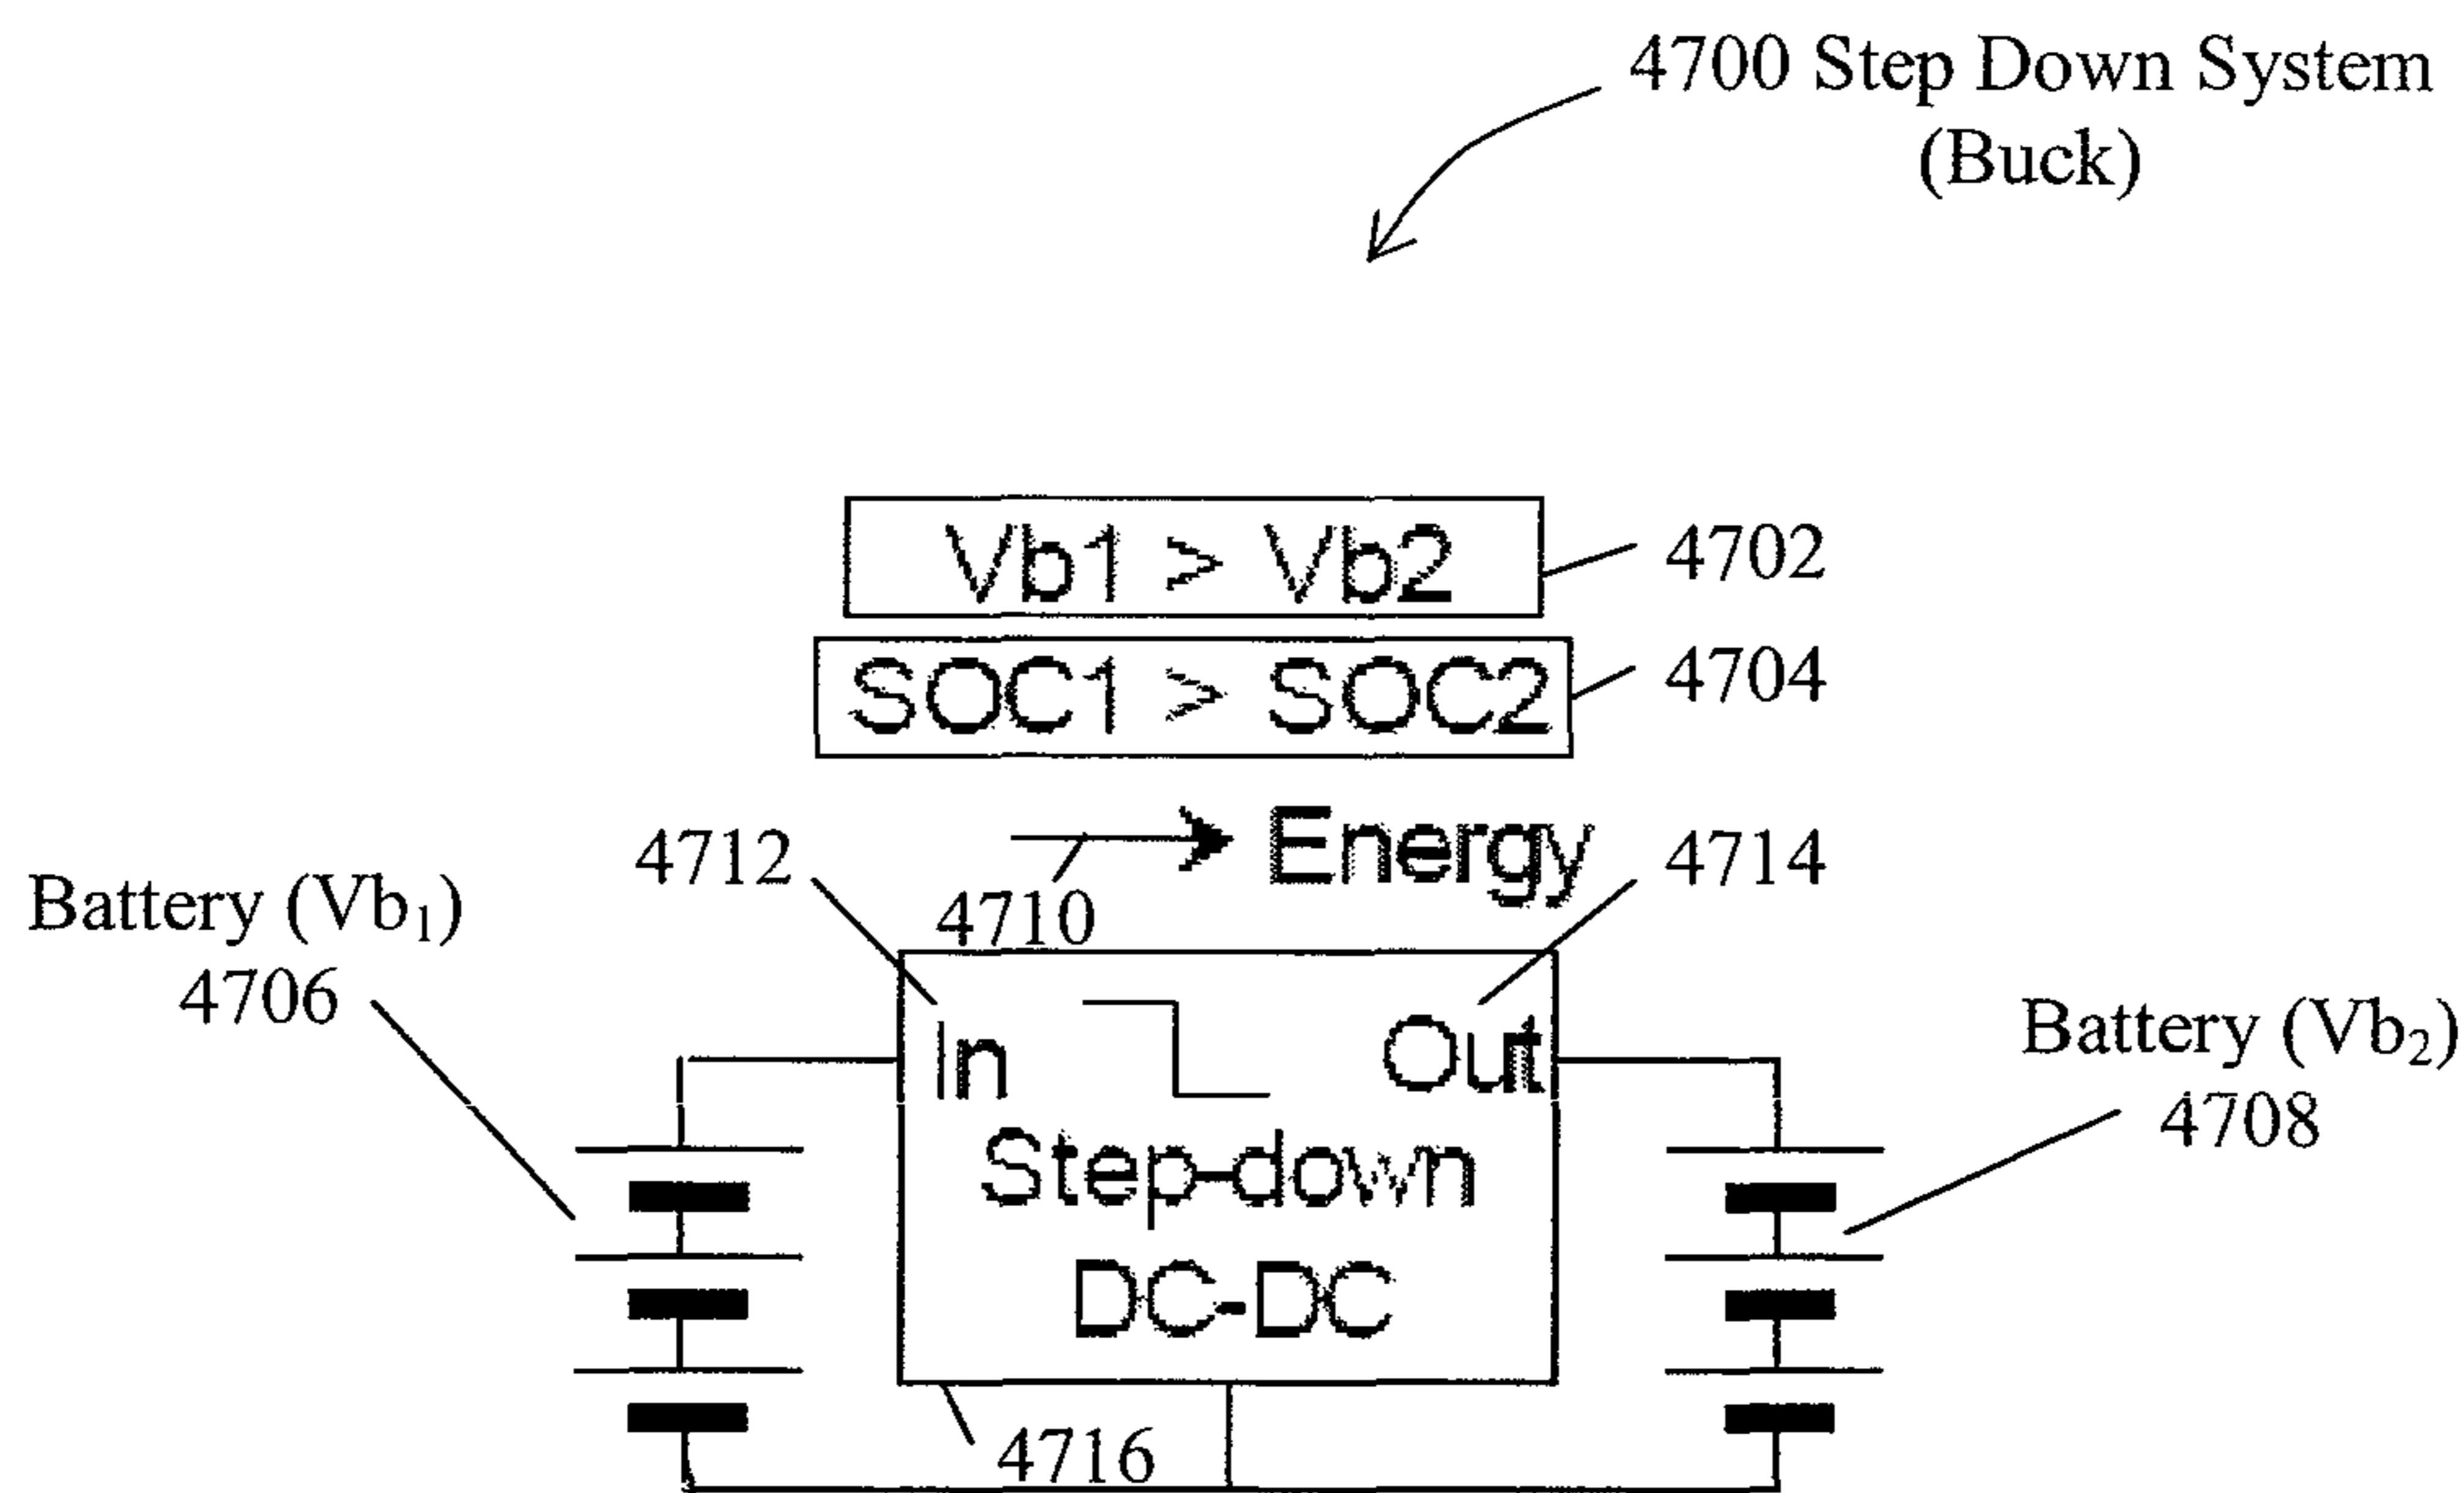 4700 Step Down System
(Buck)
Vb1 > Vb2
4702
SOC1 > SOC2
4704
Energy
4712
4710
4714
Battery (Vb₁)
4706
Battery (Vb₂)
4708
In
Out
Step-down
DC-DC
4716